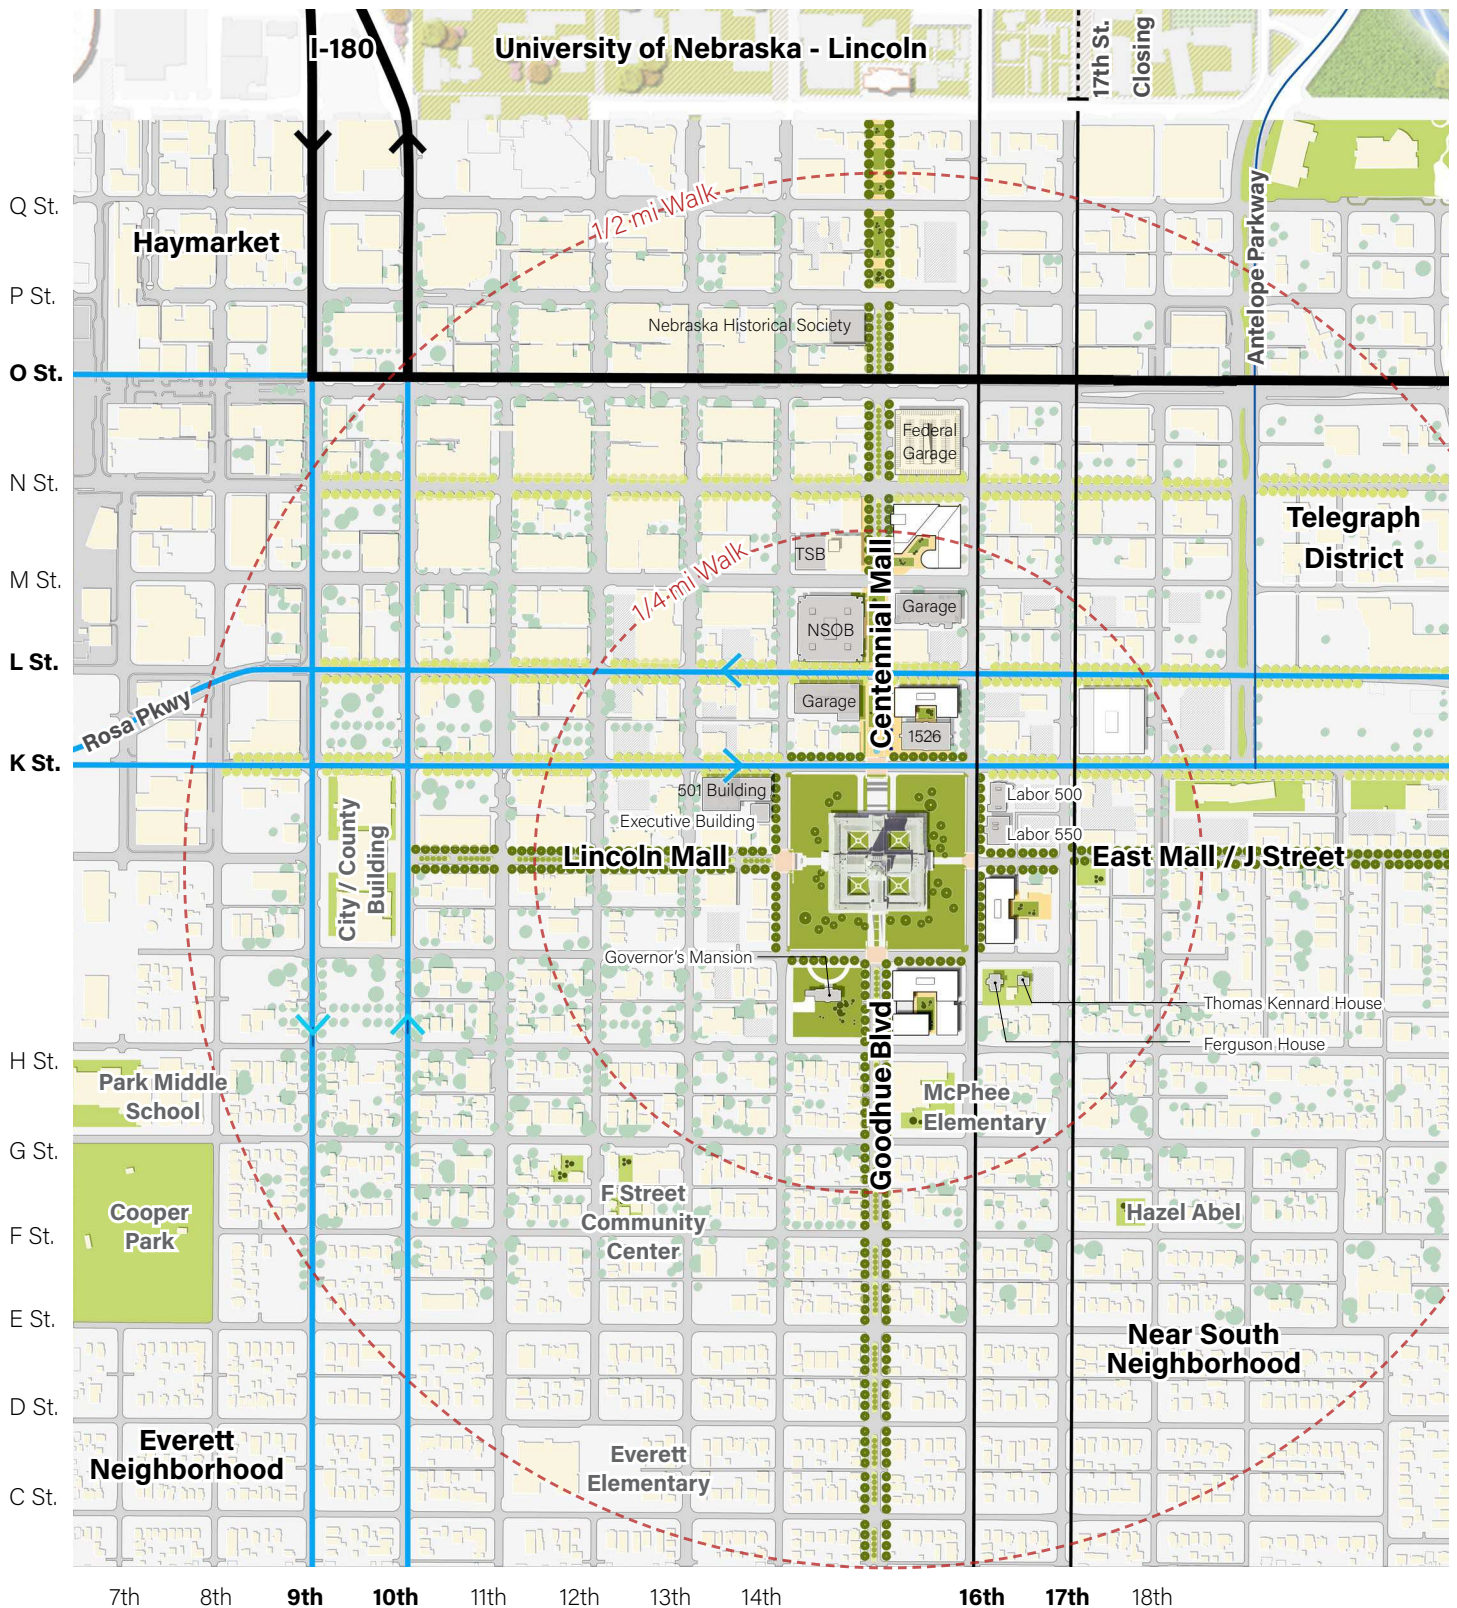 I-180
University of Nebraska - Lincoln
17th St.
Closing
Q St.
1/2 mi Walk
Haymarket
Antelope Parkway
P St.
Nebraska Historical Society
O St.
Federal
Garage
N St.
Telegraph
District
TSB
Centennial Mall
M St.
1/4 mi Walk
Garage
NSOB
L St.
Rosa Pkwy
Garage
1526
K St.
501 Building
Labor 500
Executive Building
Labor 550
City / County
Building
Lincoln Mall
East Mall / J Street
Governor's Mansion
Thomas Kennard House
Goodhue Blvd
Ferguson House
H St.
Park Middle
School
McPhee
Elementary
G St.
F Street
Community
Center
Cooper
Park
Hazel Abel
F St.
E St.
Near South
Neighborhood
D St.
Everett
Neighborhood
Everett
Elementary
C St.
7th
8th
9th
10th
11th
12th
13th
14th
16th
17th
18th